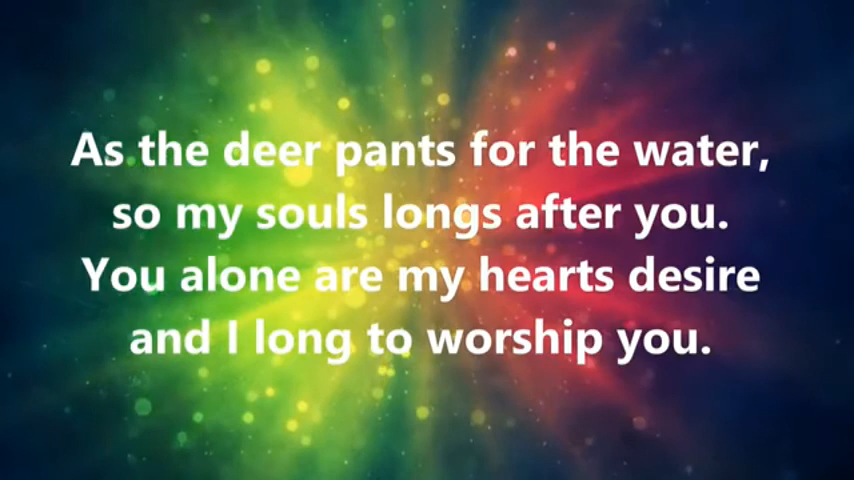 As the deer pants for the water,
so my souls longs after you.
You alone are my hearts desire
and I long to worship you.